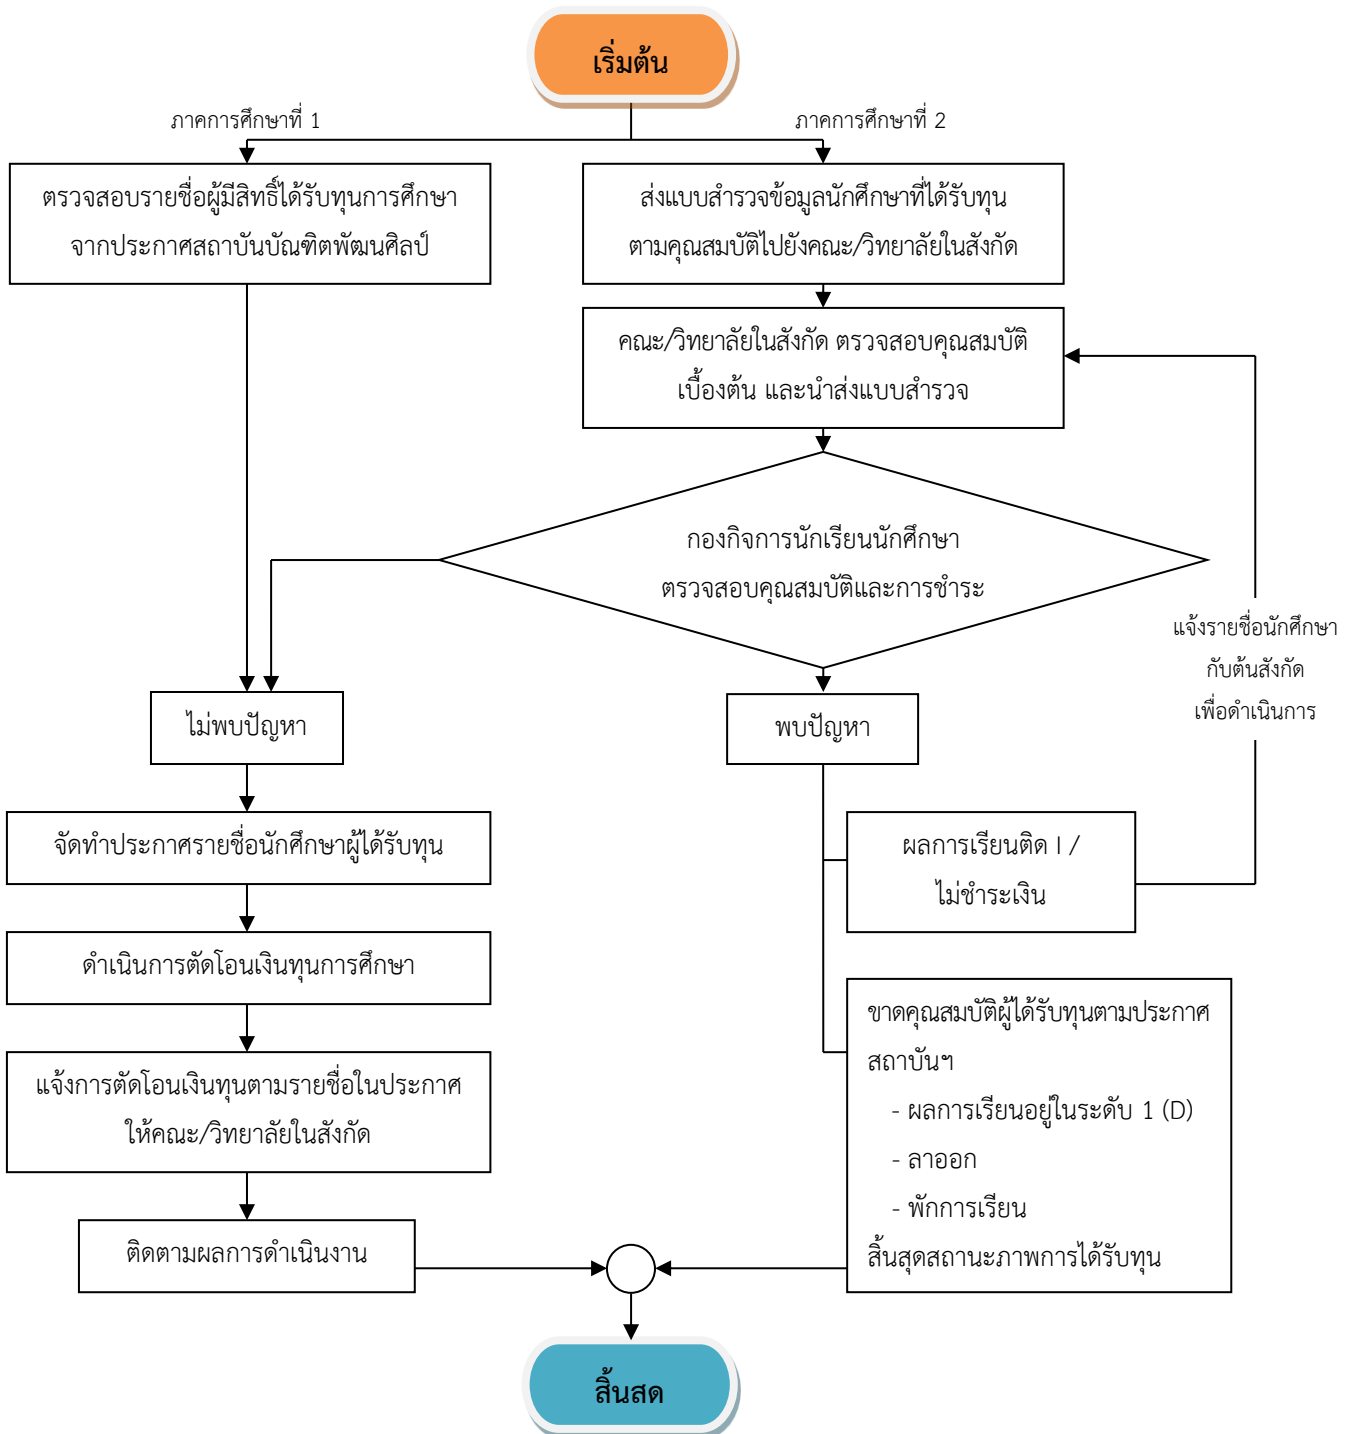 เริ่มต้น
ภาคการศึกษาที่ 1
ภาคการศึกษาที่ 2
ตรวจสอบรายชื่อผู้มีสิทธิ์ได้รับทุนการศึกษา
จากประกาศสถาบันบัณฑิตพัฒนศิลป์
ส่งแบบสำรวจข้อมูลนักศึกษาที่ได้รับทุน
ตามคุณสมบัติไปยังคณะ/วิทยาลัยในสังกัด
คณะ/วิทยาลัยในสังกัด ตรวจสอบคุณสมบัติ
เบื้องต้น และนำส่งแบบสำรวจ
กองกิจการนักเรียนนักศึกษา
ตรวจสอบคุณสมบัติและการชำระ
แจ้งรายชื่อนักศึกษา
กับต้นสังกัด
เพื่อดำเนินการ
ไม่พบปัญหา
พบปัญหา
จัดทำประกาศรายชื่อนักศึกษาผู้ได้รับทุน
ผลการเรียนติด I /
ไม่ชำระเงิน
ดำเนินการตัดโอนเงินทุนการศึกษา
ขาดคุณสมบัติผู้ได้รับทุนตามประกาศ
สถาบันฯ
- ผลการเรียนอยู่ในระดับ 1 (D)
- ลาออก
- พักการเรียน
สิ้นสุดสถานะภาพการได้รับทุน
แจ้งการตัดโอนเงินทุนตามรายชื่อในประกาศ
ให้คณะ/วิทยาลัยในสังกัด
ติดตามผลการดำเนินงาน
สิ้นสด